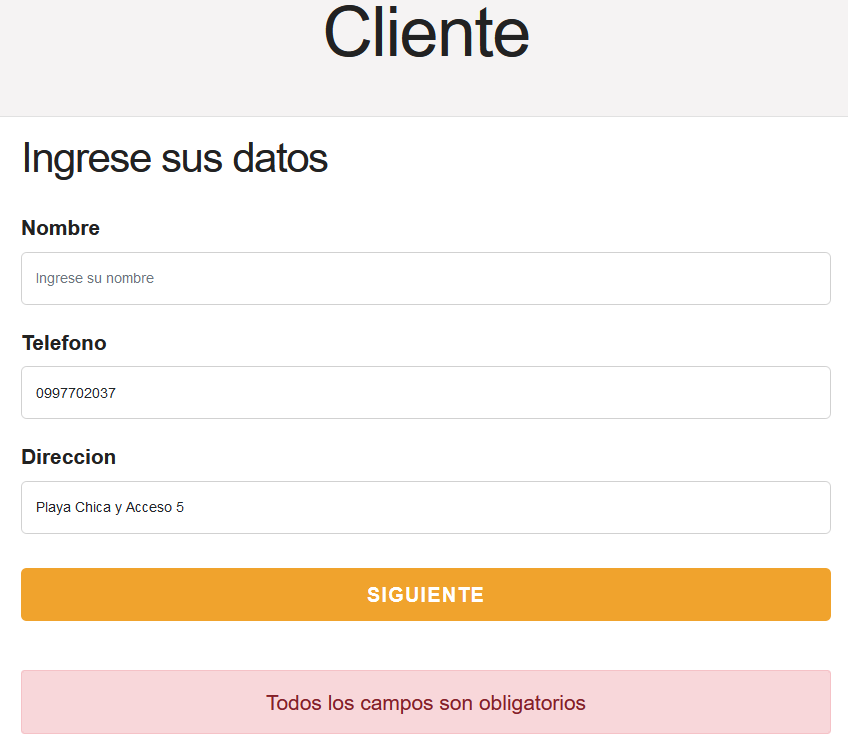 Cliente
Ingrese sus datos
Nombre
Ingrese su nombre
Telefono
0997702037
Direccion
Playa Chica y Acceso 5
SIGUIENTE
Todos los campos son obligatorios